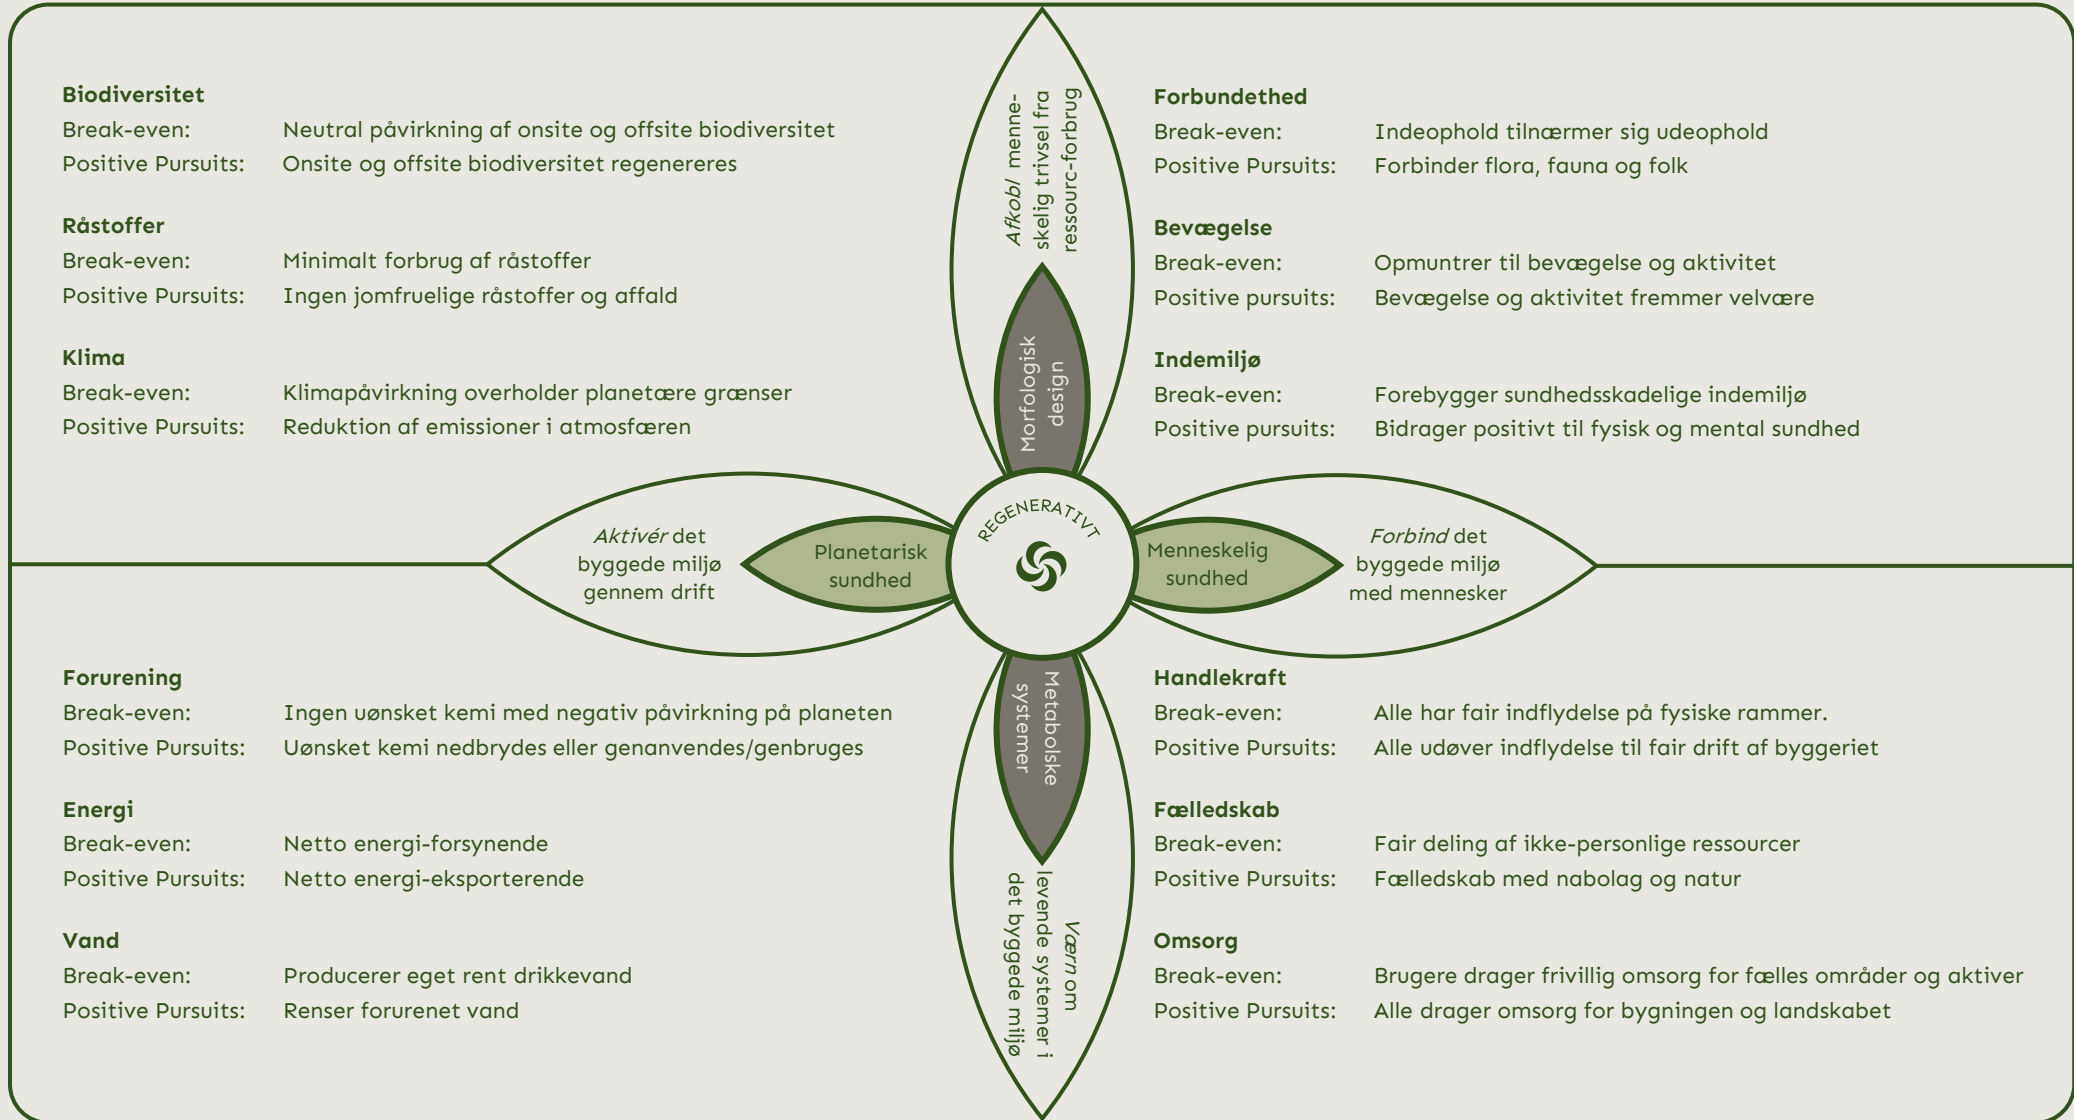 Biodiversitet
Break-even: Neutral påvirkning af onsite og offsite biodiversitet
Positive Pursuits: Onsite og offsite biodiversitet regenereres
Råstoffer
Break-even: Minimalt forbrug af råstoffer
Positive Pursuits: Ingen jomfruelige råstoffer og affald
Klima
Break-even: Klimapåvirkning overholder planetære grænser
Positive Pursuits: Reduktion af emissioner i atmosfæren
Afkobl menne-
skelig trivsel fra
ressourc-forbrug
Morfologisk
design
Forbundethed
Break-even: Indeophold tilnærmer sig udeophold
Positive Pursuits: Forbinder flora, fauna og folk
Bevægelse
Break-even: Opmuntrer til bevægelse og aktivitet
Positive pursuits: Bevægelse og aktivitet fremmer velvære
Indemiljø
Break-even: Forebygger sundhedsskadelige indemiljø
Positive pursuits: Bidrager positivt til fysisk og mental sundhed
Aktivér det
byggede miljø
gennem drift
Planetarisk
sundhed
REGENERATIVT
Menneskelig
sundhed
Forbind det
byggede miljø
med mennesker
Forurening
Break-even: Ingen uønsket kemi med negativ påvirkning på planeten
Positive Pursuits: Uønsket kemi nedbrydes eller genanvendes/genbruges
Energi
Break-even: Netto energi-forsynende
Positive Pursuits: Netto energi-eksporterende
Vand
Break-even: Producerer eget rent drikkevand
Positive Pursuits: Renser forurenet vand
Metabolske
systemer
Værn om
levende systemer i
det byggede miljø
Handlekraft
Break-even: Alle har fair indflydelse på fysiske rammer.
Positive Pursuits: Alle udøver indflydelse til fair drift af byggeriet
Fælledskab
Break-even: Fair deling af ikke-personlige ressourcer
Positive Pursuits: Fælledskab med nabolag og natur
Omsorg
Break-even: Brugere drager frivillig omsorg for fælles områder og aktiver
Positive Pursuits: Alle drager omsorg for bygningen og landskabet